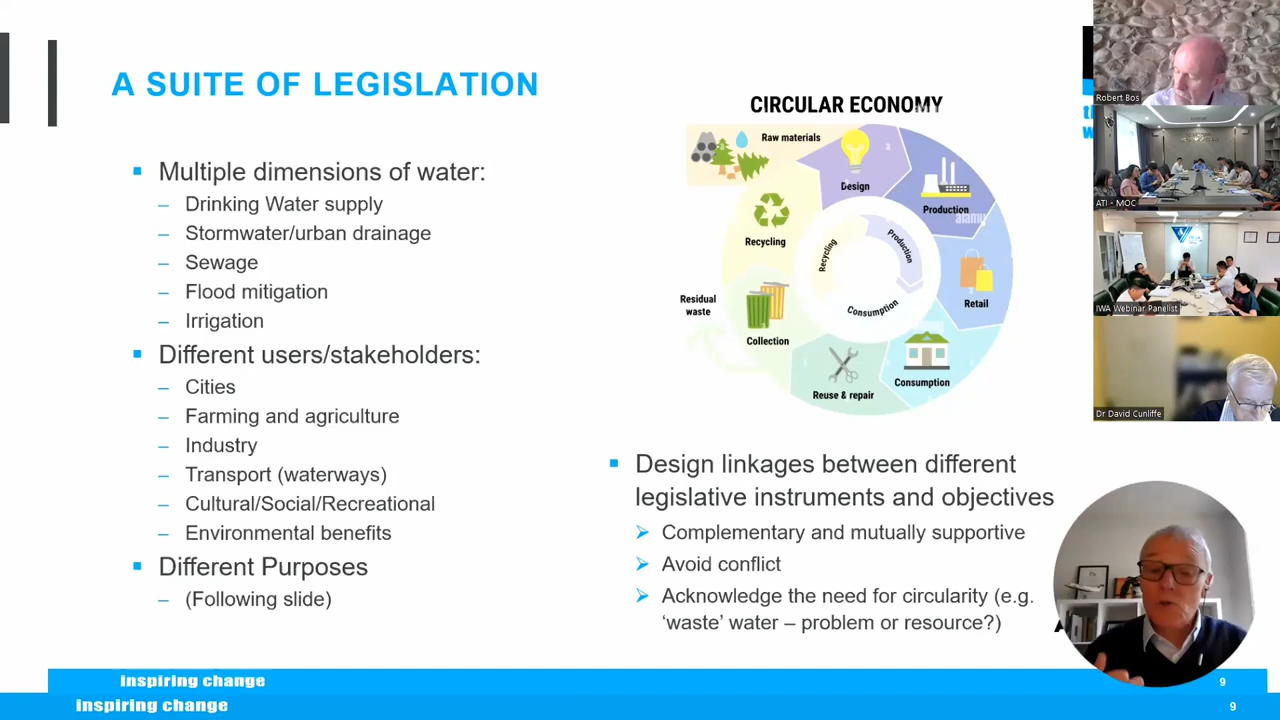 A SUITE OF LEGISLATION
Multiple dimensions of water:
– Drinking Water supply
– Stormwater/urban drainage
– Sewage
– Flood mitigation
– Irrigation
Different users/stakeholders:
– Cities
– Farming and agriculture
– Industry
– Transport (waterways)
– Cultural/Social/Recreational
– Environmental benefits
Different Purposes
– (Following slide)
CIRCULAR ECONOMY
Raw materials
Design
Production
alamy
Retail
Consumption
Reuse & repair
Collection
Residual
waste
Recycling
Recycling
Production
Consumption
Design linkages between different
legislative instruments and objectives
Complementary and mutually supportive
Avoid conflict
Acknowledge the need for circularity (e.g.
‘waste’ water – problem or resource?)
Robert Bos
ATI - MOC
IWA Webinar Panelist
Dr David Cunliffe
inspiring change
9
inspiring change
9